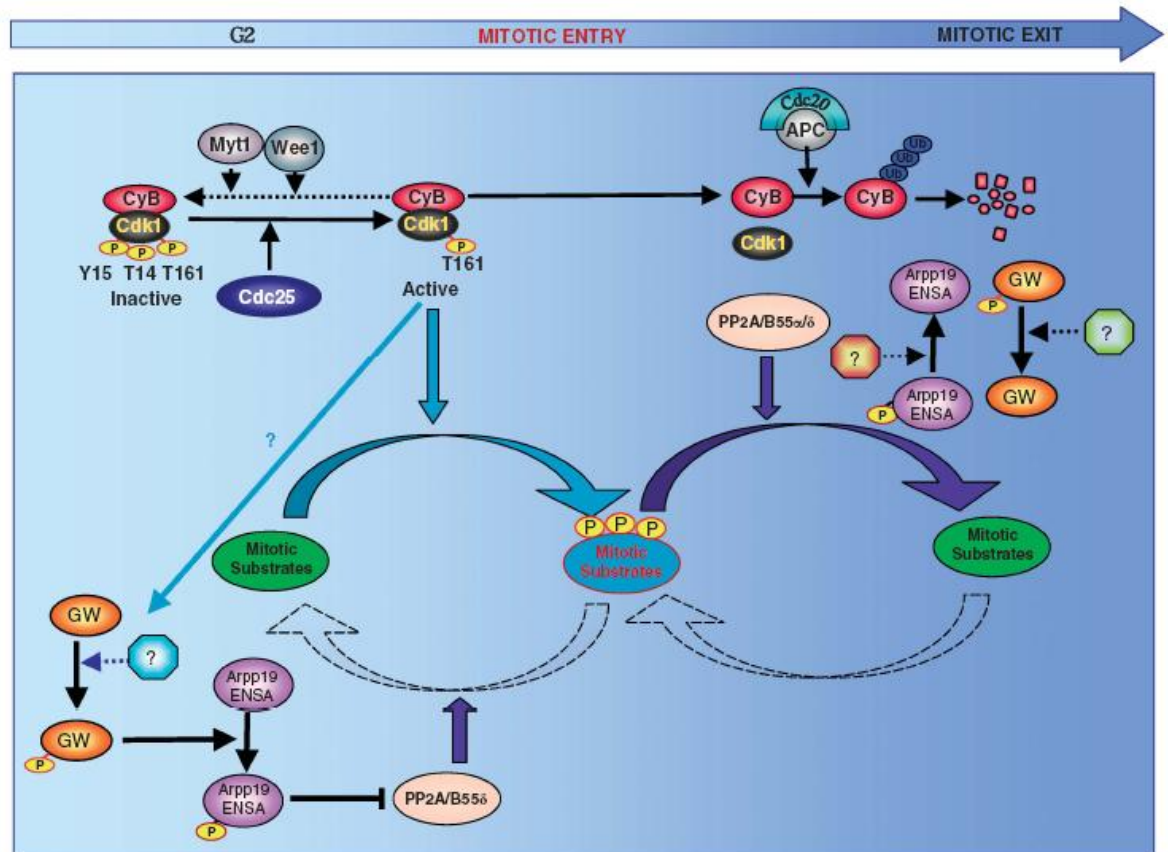 G2
MITOTIC ENTRY
MITOTIC EXIT
Myt1
Wee1
Cdc20
APC
Ub
Ub
Ub
CyB
CyB
CyB
CyB
Cdk1
Cdk1
Cdk1
P
P
P
P
Y15 T14 T161
Inactive
T161
Active
Cdc25
Arpp19
ENSA
GW
P
PP2A/B55α/δ
?
?
Arpp19
ENSA
P
GW
?
P P P
Mitotic
Substrates
Mitotic
Substrates
Mitotic
Substrates
GW
?
Arpp19
ENSA
GW
P
Arpp19
ENSA
P
PP2A/B55δ